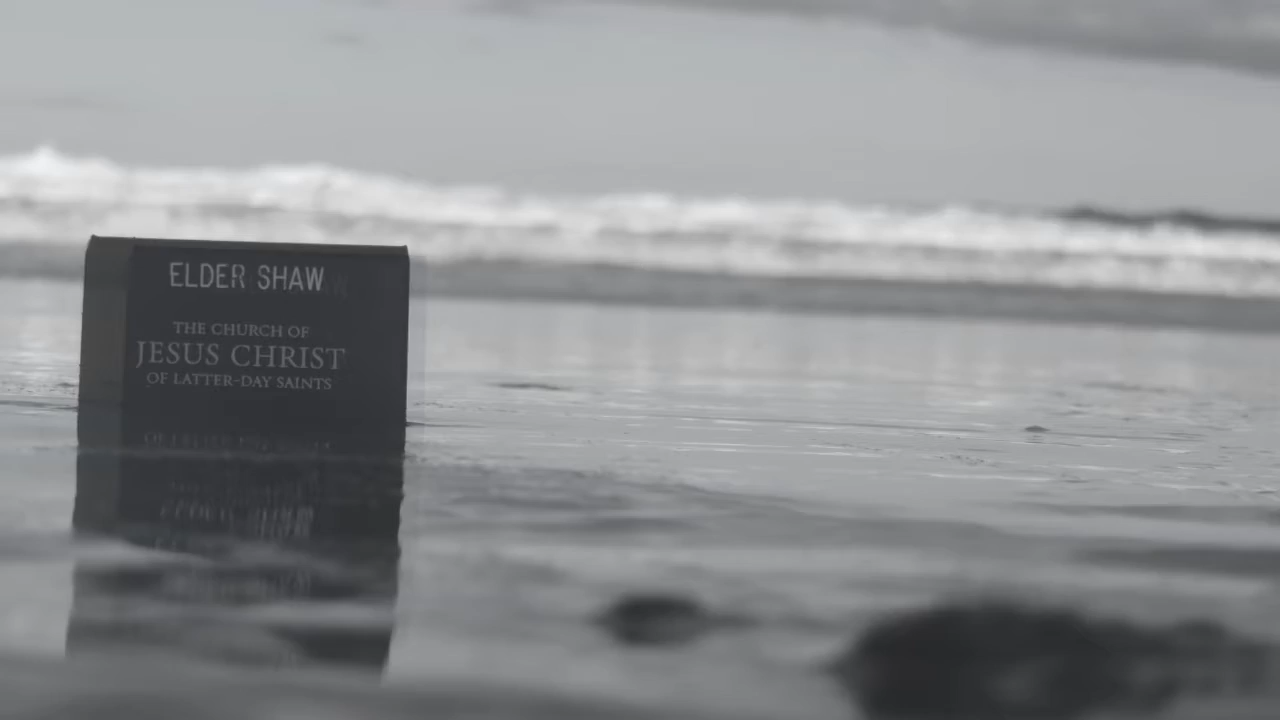 ELDER SHAW
THE CHURCH OF
JESUS CHRIST
OF LATTER-DAY SAINTS